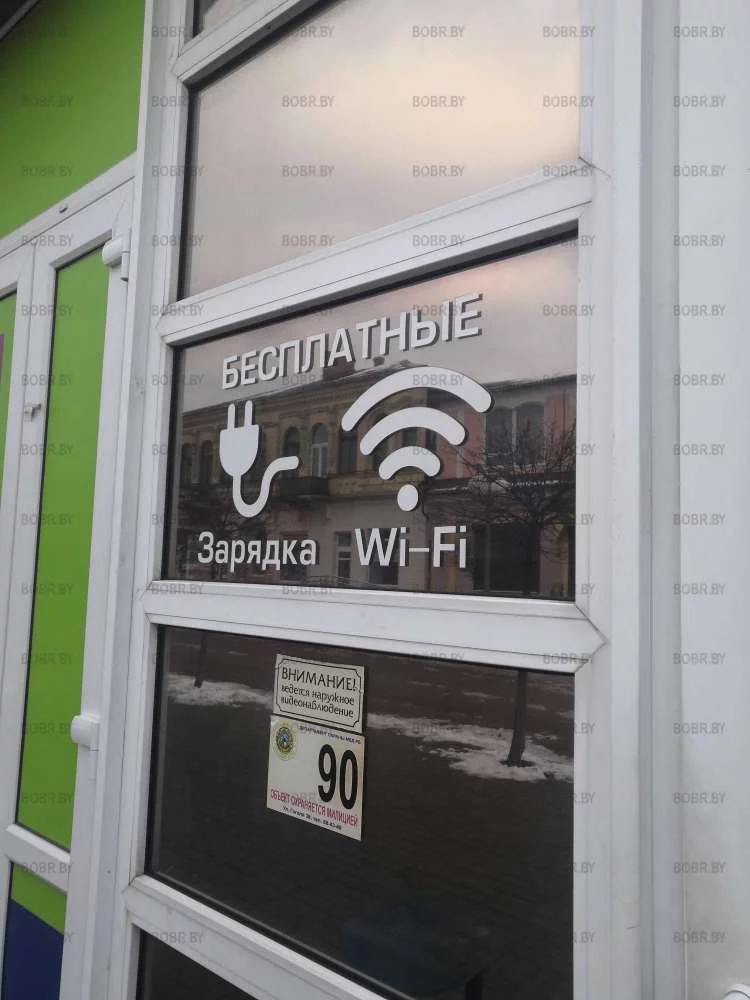 БЕСПЛАТНЫЕ
Зарядка Wi-Fi
ВНИМАНИЕ!
ведется наружное
видеонаблюдение
90
ОБЪЕКТ ОХРАНЯЕТСЯ МИЛИЦИЕЙ
BOBR.BY